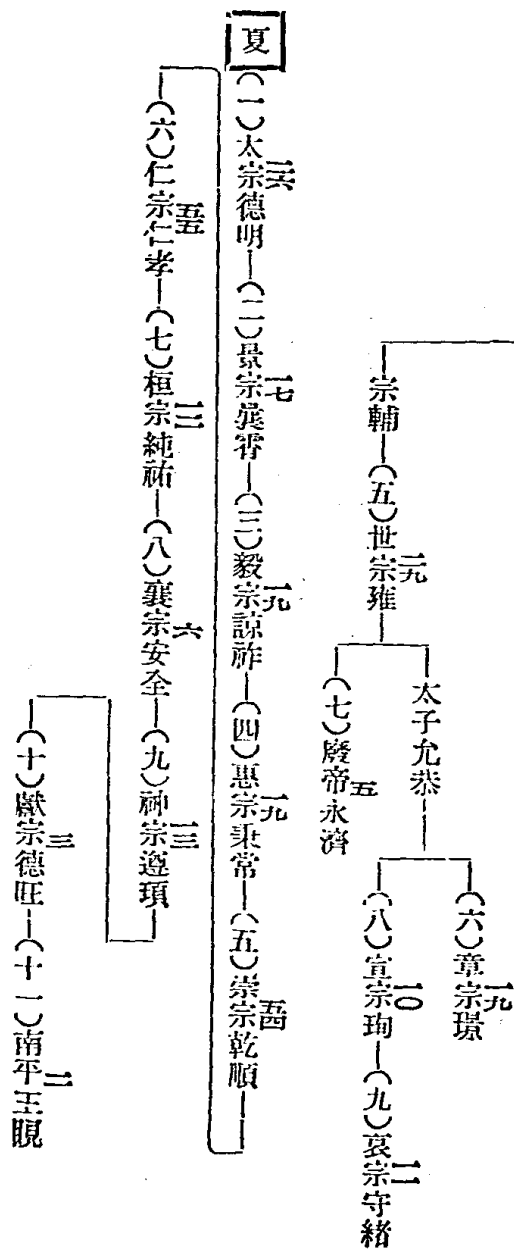 (六)章宗璟
一九
太子允恭
(八)宣宗珣—(九)哀宗守緒
一〇
一一
宗輔—(五)世宗雍
二九
(七)廢帝永濟
五
夏
(一)太宗德明—(二)景宗曩霄—(三)毅宗諒祚—(四)惠宗秉常—(五)崇宗乾順
一七
一九
一九
五四
(六)仁宗仁孝—(七)桓宗純祐—(八)襄宗安全—(九)神宗遵頊
五五
一二
六
一三
(十)獻宗德旺—(十一)南平王睍
三
二